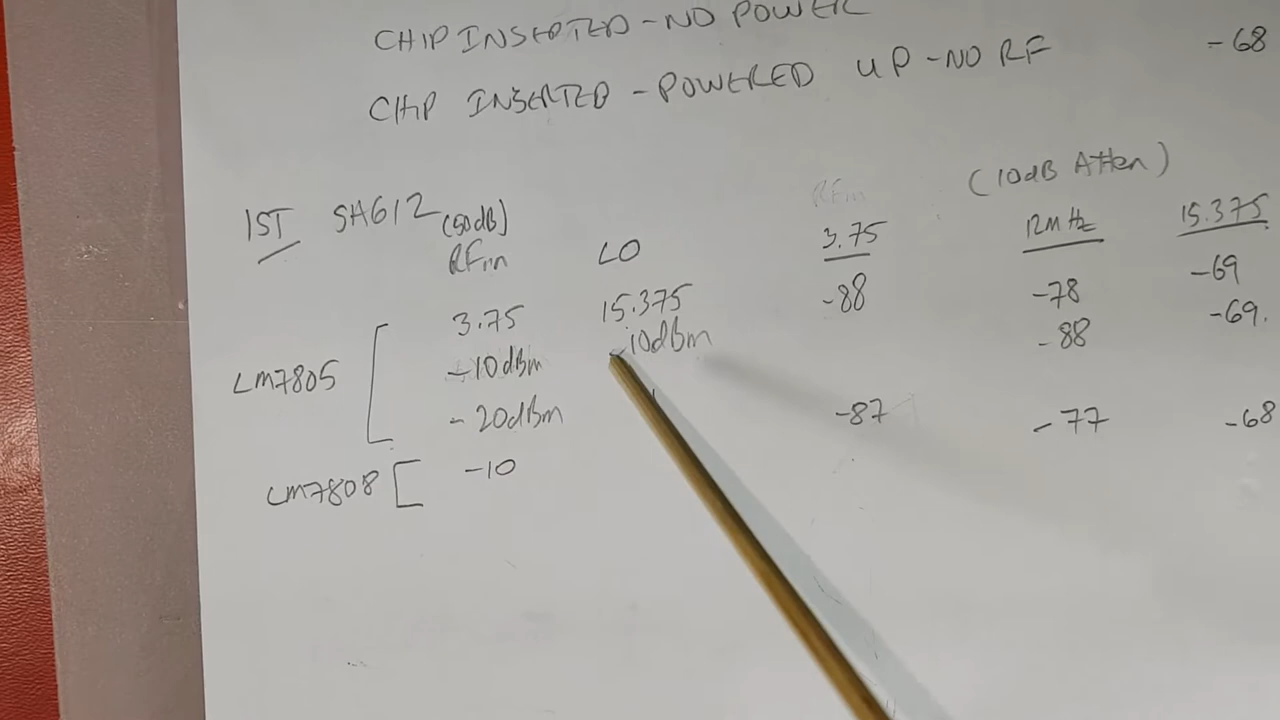 CHIP INSERTED - NO POWER
CHIP INSERTED - POWERED UP - NO RF -68
RFin (10dB Atten)
1ST SA612 (50dB)
RFin LO 3.75 12MHz 15.375
3.75 15.375 -88 -78 -69
LM7805 -10dBm -10dBm -88 -69.
-20dBm -87 -77 -68
LM7808 -10